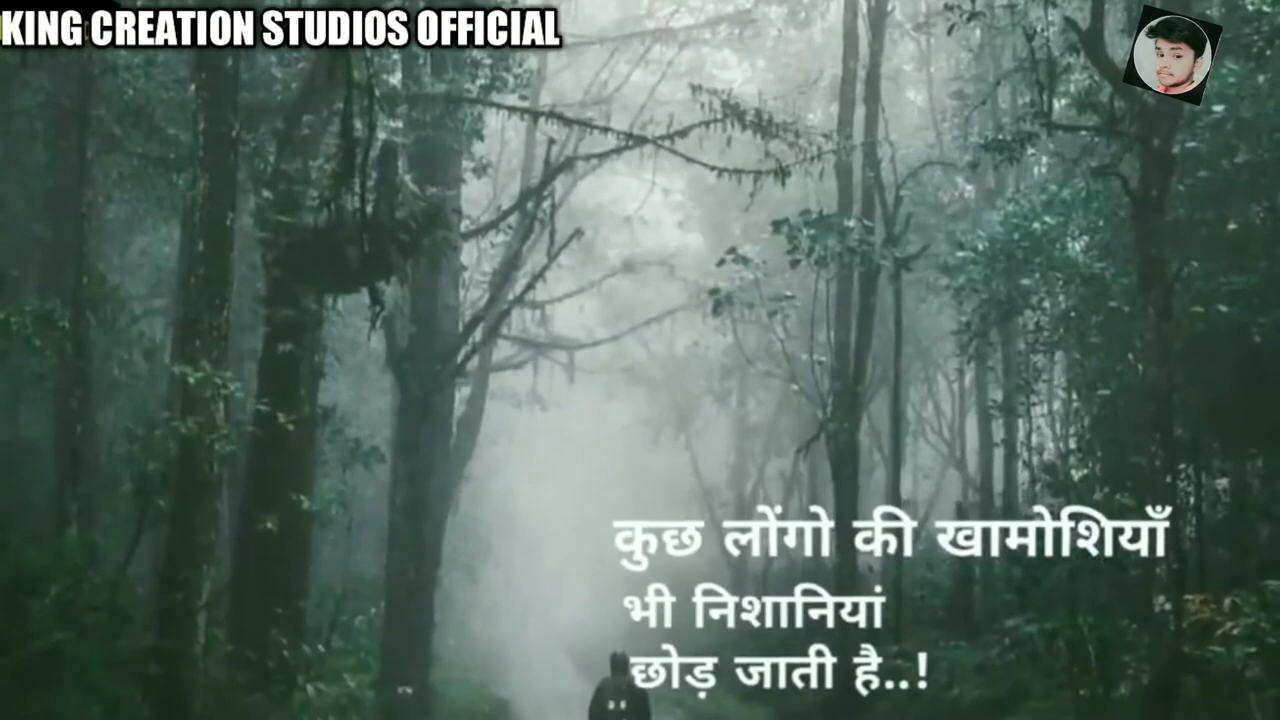 KING CREATION STUDIOS OFFICIAL
कुछ लोंगो की खामोशियाँ
भी निशानियां
छोड़ जाती है..!